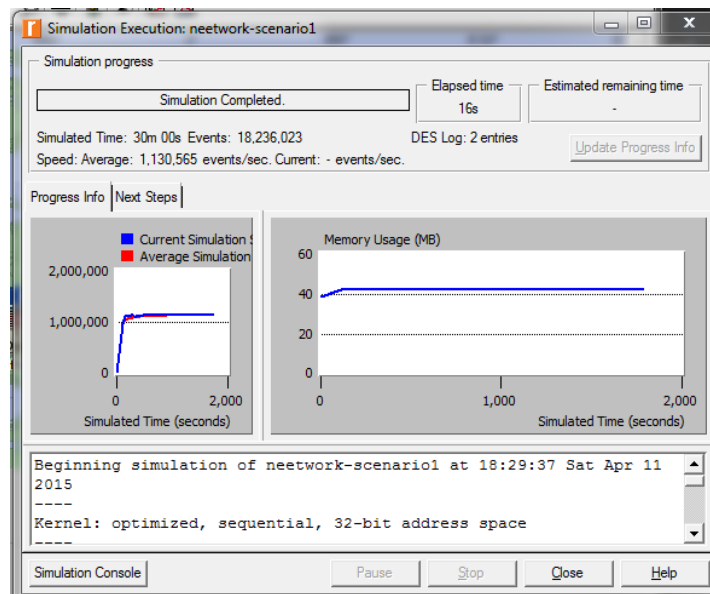 Simulation Execution: neetwork-scenario1
Simulation progress
Simulation Completed.
Elapsed time
16s
Estimated remaining time
-
Simulated Time: 30m 00s Events: 18,236,023
DES Log: 2 entries
Speed: Average: 1,130,565 events/sec. Current: - events/sec.
Update Progress Info
Progress Info
Next Steps
Current Simulation S
Average Simulation
2,000,000
1,000,000
0
0
2,000
Simulated Time (seconds)
Memory Usage (MB)
60
40
20
0
0
1,000
2,000
Simulated Time (seconds)
Beginning simulation of neetwork-scenario1 at 18:29:37 Sat Apr 11
2015
----
Kernel: optimized, sequential, 32-bit address space
----
Simulation Console
Pause
Stop
Close
Help